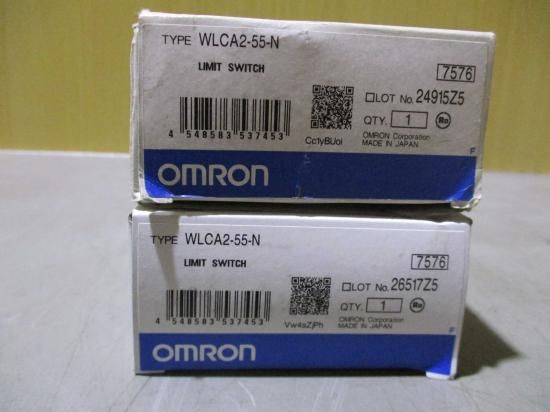 TYPE WLCA2-55-N
LIMIT SWITCH
7576
LOT No. 24915Z5
4 548583 537453
Cc1yBUoI
QTY. 1
OMRON Corporation
MADE IN JAPAN
F
OMRON
TYPE WLCA2-55-N
LIMIT SWITCH
7576
LOT No. 26517Z5
4 548583 537453
Vw4sZjPh
QTY. 1
OMRON Corporation
MADE IN JAPAN
F
OMRON